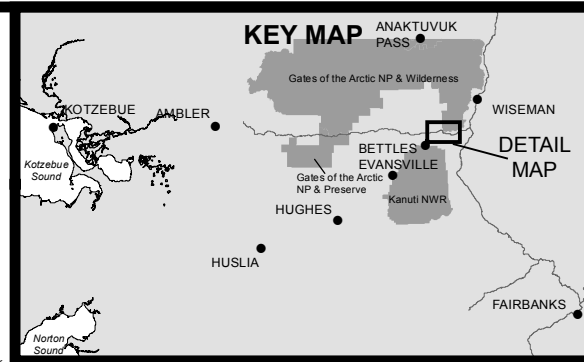 KEY MAP
ANAKTUVUK
PASS
Gates of the Arctic NP & Wilderness
KOTZEBUE
AMBLER
WISEMAN
Kotzebue
Sound
BETTLES
EVANSVILLE
DETAIL
MAP
Gates of the Arctic
NP & Preserve
Kanuti NWR
HUGHES
HUSLIA
FAIRBANKS
Norton
Sound